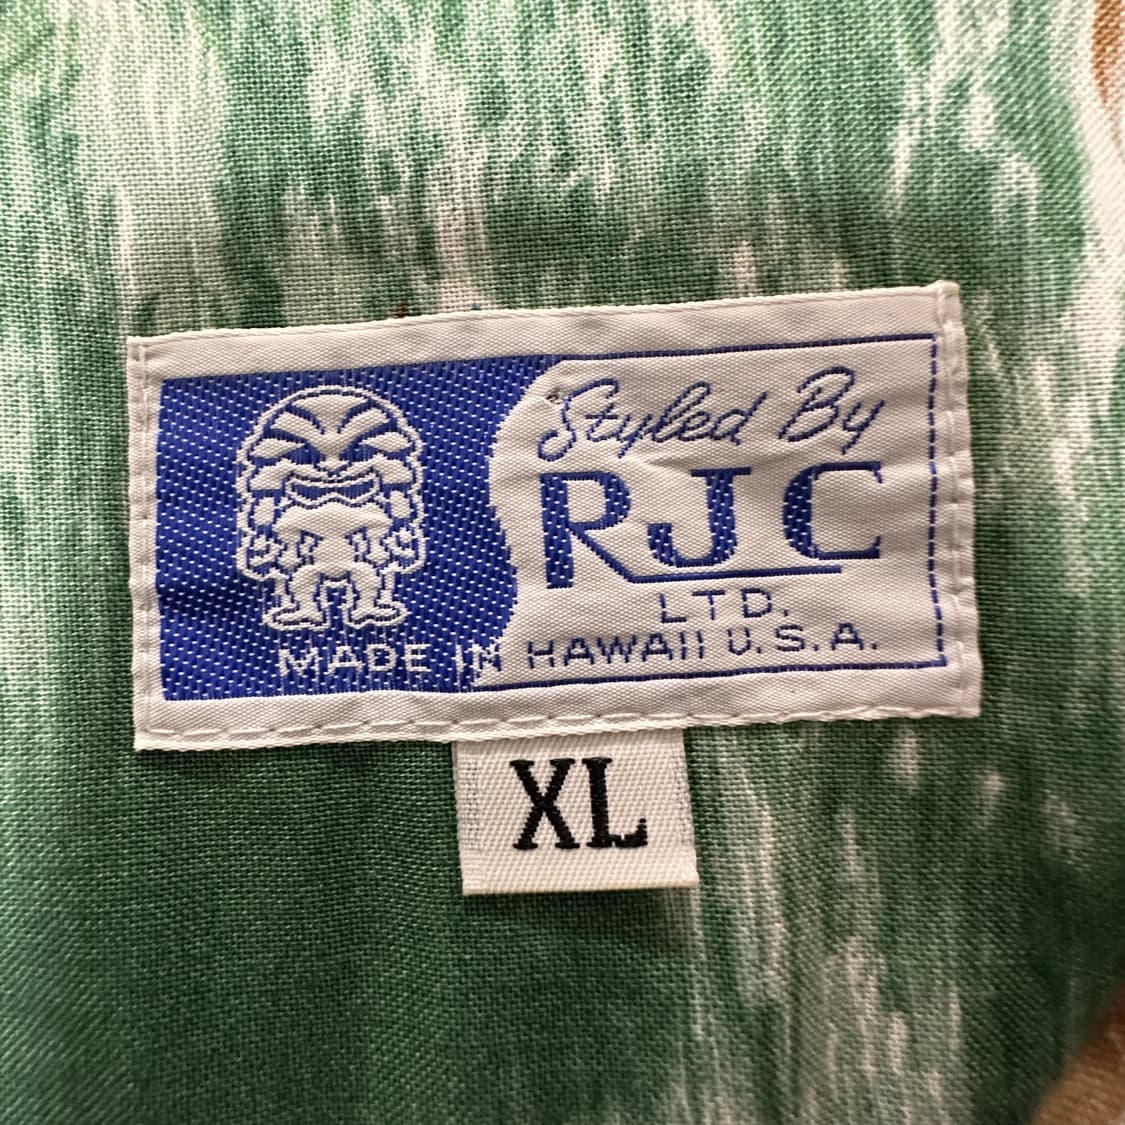 Styled By
RJC
LTD.
MADE IN HAWAII U.S.A.
XL